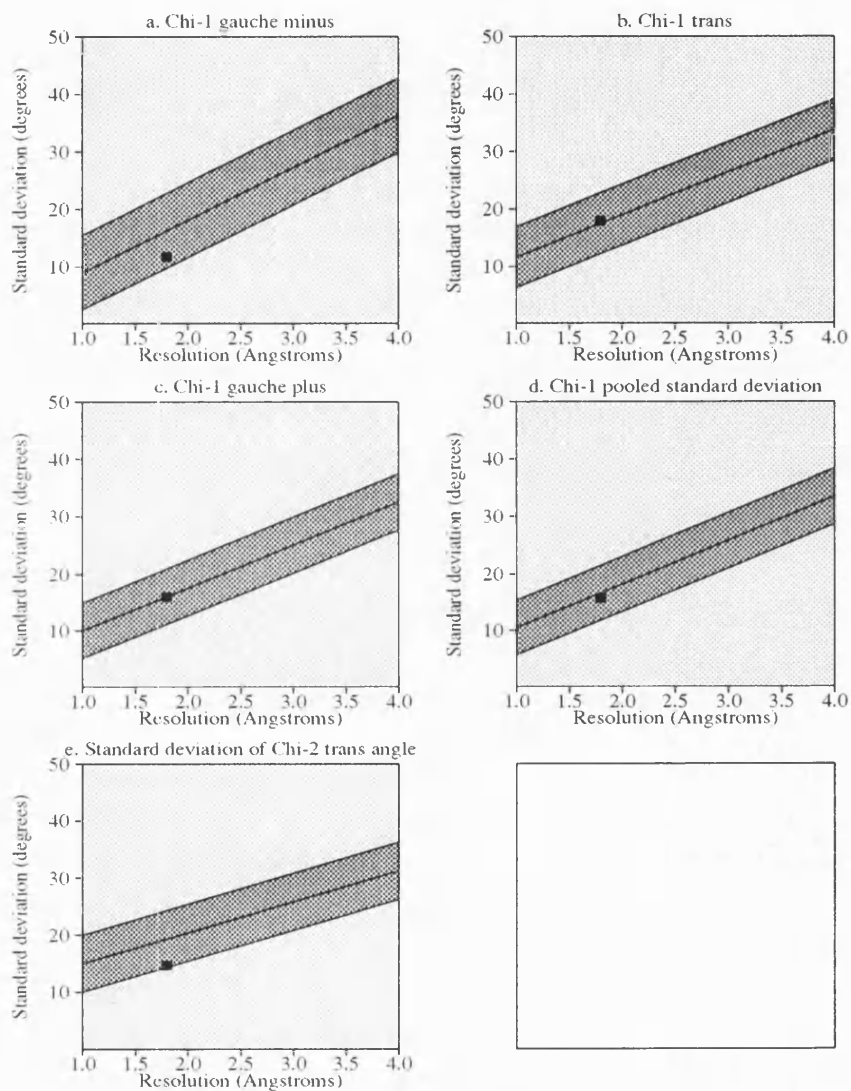 a. Chi-1 gauche minus
Standard deviation (degrees)
50
40
30
20
10
1.0 1.5 2.0 2.5 3.0 3.5 4.0
Resolution (Angstroms)
b. Chi-1 trans
Standard deviation (degrees)
50
40
30
20
10
1.0 1.5 2.0 2.5 3.0 3.5 4.0
Resolution (Angstroms)
c. Chi-1 gauche plus
Standard deviation (degrees)
50
40
30
20
10
1.0 1.5 2.0 2.5 3.0 3.5 4.0
Resolution (Angstroms)
d. Chi-1 pooled standard deviation
Standard deviation (degrees)
50
40
30
20
10
1.0 1.5 2.0 2.5 3.0 3.5 4.0
Resolution (Angstroms)
e. Standard deviation of Chi-2 trans angle
Standard deviation (degrees)
50
40
30
20
10
1.0 1.5 2.0 2.5 3.0 3.5 4.0
Resolution (Angstroms)